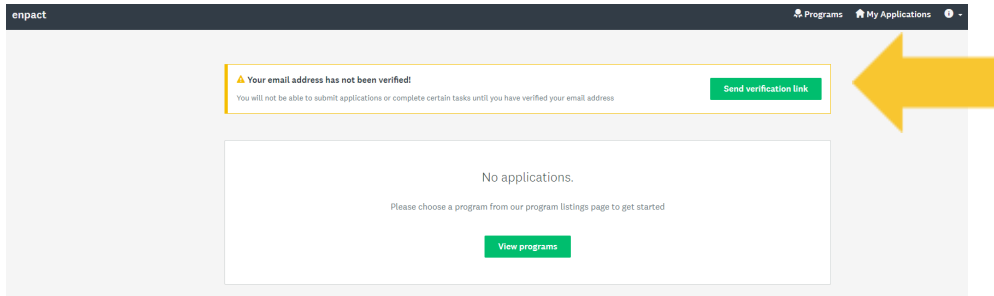 enpact
Programs My Applications
Your email address has not been verified!
You will not be able to submit applications or complete certain tasks until you have verified your email address
Send verification link
No applications.
Please choose a program from our program listings page to get started
View programs